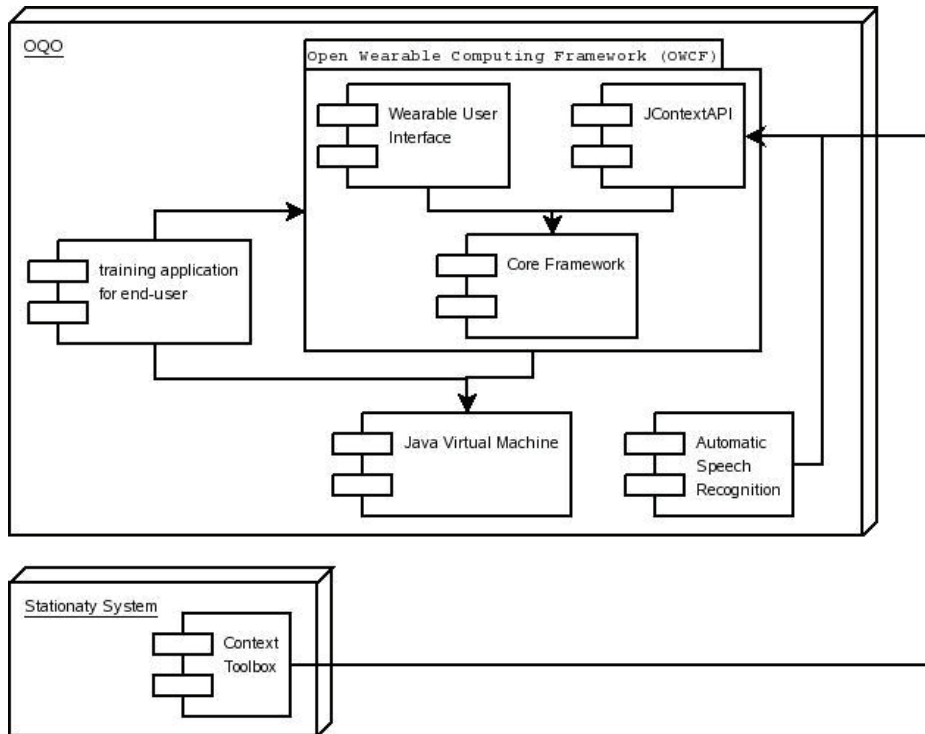 OQO
Open Wearable Computing Framework (OWCF)
Wearable User
Interface
JContextAPI
training application
for end-user
Core Framework
Java Virtual Machine
Automatic
Speech
Recognition
Stationaty System
Context
Toolbox